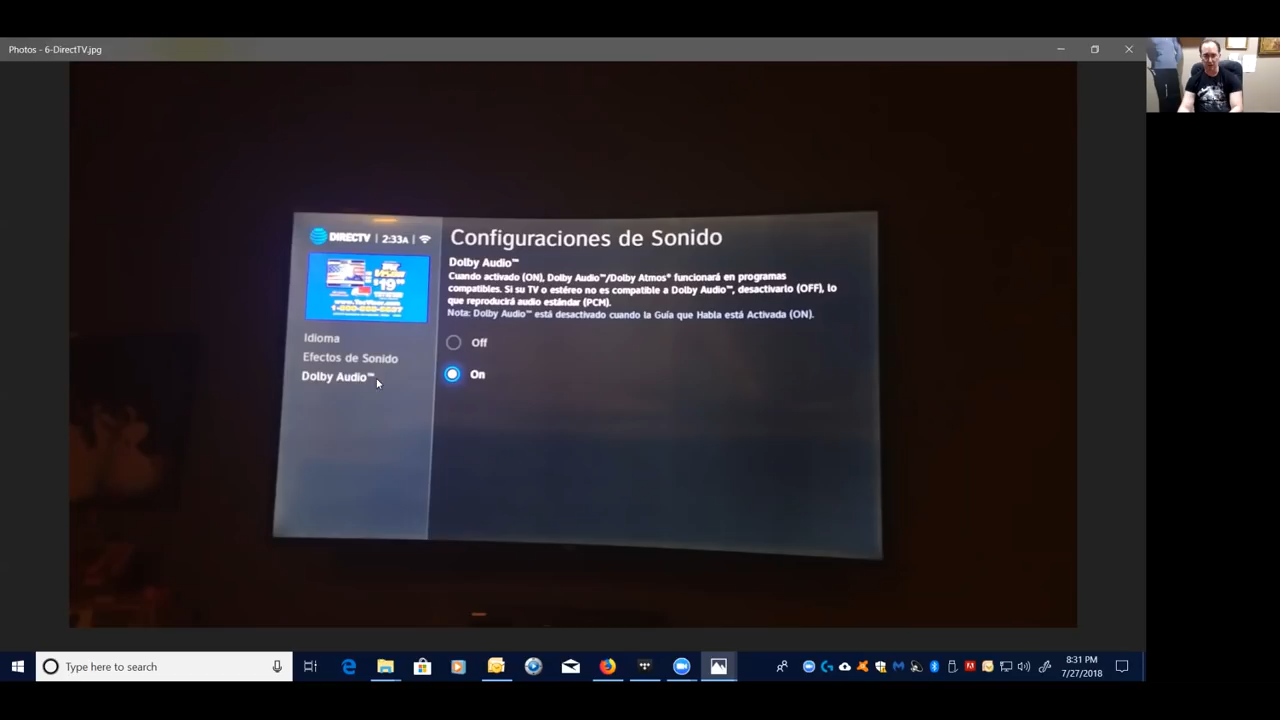 Photos - 6-DirectTV.jpg
DIRECTV | 2:33A |
Configuraciones de Sonido
Dolby Audio™
Cuando activado (ON), Dolby Audio™/Dolby Atmos® funcionará en programas
compatibles. Si su TV o estéreo no es compatible a Dolby Audio™, desactivarlo (OFF), lo
que reproducirá audio estándar (PCM).
Nota: Dolby Audio™ está desactivado cuando la Guía que Habla está Activada (ON).
Idioma
Efectos de Sonido
Dolby Audio™
Off
On
Type here to search
8:31 PM
7/27/2018